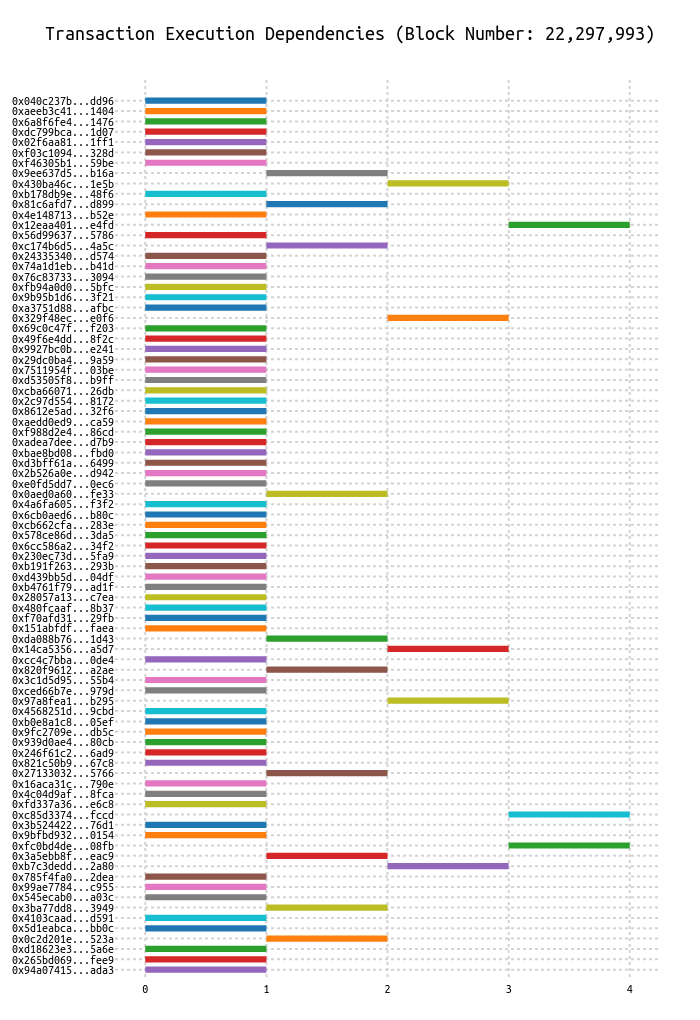 Transaction Execution Dependencies (Block Number: 22,297,993)
0x040c237b...dd96
0xaeeb3c41...1404
0x6a8f6fe4...1476
0xdc799bca...1d07
0x02f6aa81...1ff1
0xf03c1094...328d
0xf46305b1...59be
0x9ee637d5...b16a
0x430ba46c...1e5b
0xb178db9e...48f6
0x81c6afd7...d899
0x4e148713...b52e
0x12eaa401...e4fd
0x56d99637...5786
0xc174b6d5...4a5c
0x24335340...d574
0x74a1d1eb...b41d
0x76c83733...3094
0xfb94a0d0...5bfc
0x9b95b1d6...3f21
0xa3751d88...afbc
0x329f48ec...e0f6
0x69c0c47f...f203
0x49f6e4dd...8f2c
0x9927bc0b...e241
0x29dc0ba4...9a59
0x7511954f...03be
0xd53505f8...b9ff
0xcba66071...26db
0x2c97d554...8172
0x8612e5ad...32f6
0xaedd0ed9...ca59
0xf988d2e4...86cd
0xadea7dee...d7b9
0xbae8bd08...fbd0
0xd3bff61a...6499
0x2b526a0e...d942
0xe0fd5dd7...0ec6
0x0aed0a60...fe33
0x4a6fa605...f3f2
0x6cb0aed6...b80c
0xcb662cfa...283e
0x578ce86d...3da5
0x6cc586a2...34f2
0x230ec73d...5fa9
0xb191f263...293b
0xd439bb5d...04df
0xb4761f79...ad1f
0x28057a13...c7ea
0x480fcaaf...8b37
0xf70afd31...29fb
0x151abfdf...faea
0xda088b76...1d43
0x14ca5356...a5d7
0xcc4c7bba...0de4
0x820f9612...a2ae
0x3c1d5d95...55b4
0xced66b7e...979d
0x97a8fea1...b295
0x4568251d...9cbd
0xb0e8a1c8...05ef
0x9fc2709e...db5c
0x939d0ae4...80cb
0x246f61c2...6ad9
0x821c50b9...67c8
0x27133032...5766
0x16aca31c...790e
0x4c04d9af...8fca
0xfd337a36...e6c8
0xc85d3374...fccd
0x3b524422...76d1
0x9bfbd932...0154
0xfc0bd4de...08fb
0x3a5ebb8f...eac9
0xb7c3dedd...2a80
0x785f4fa0...2dea
0x99ae7784...c955
0x545ecab0...a03c
0x3ba77dd8...3949
0x4103caad...d591
0x5d1eabca...bb0c
0x0c2d201e...523a
0xd18623e3...5a6e
0x265bd069...fee9
0x94a07415...ada3
0 1 2 3 4